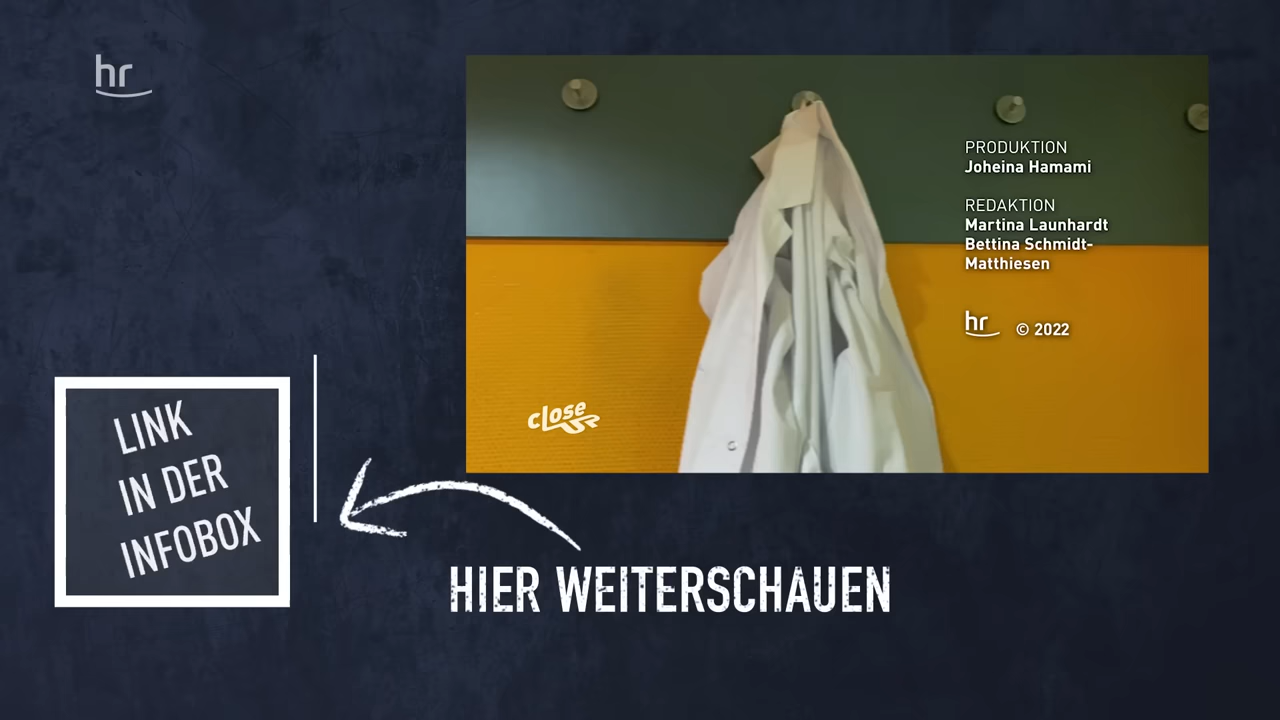 hr
PRODUKTION
Joheina Hamami
REDAKTION
Martina Launhardt
Bettina Schmidt-
Matthiesen
hr © 2022
close UP
LINK
IN DER
INFOBOX
HIER WEITERSCHAUEN